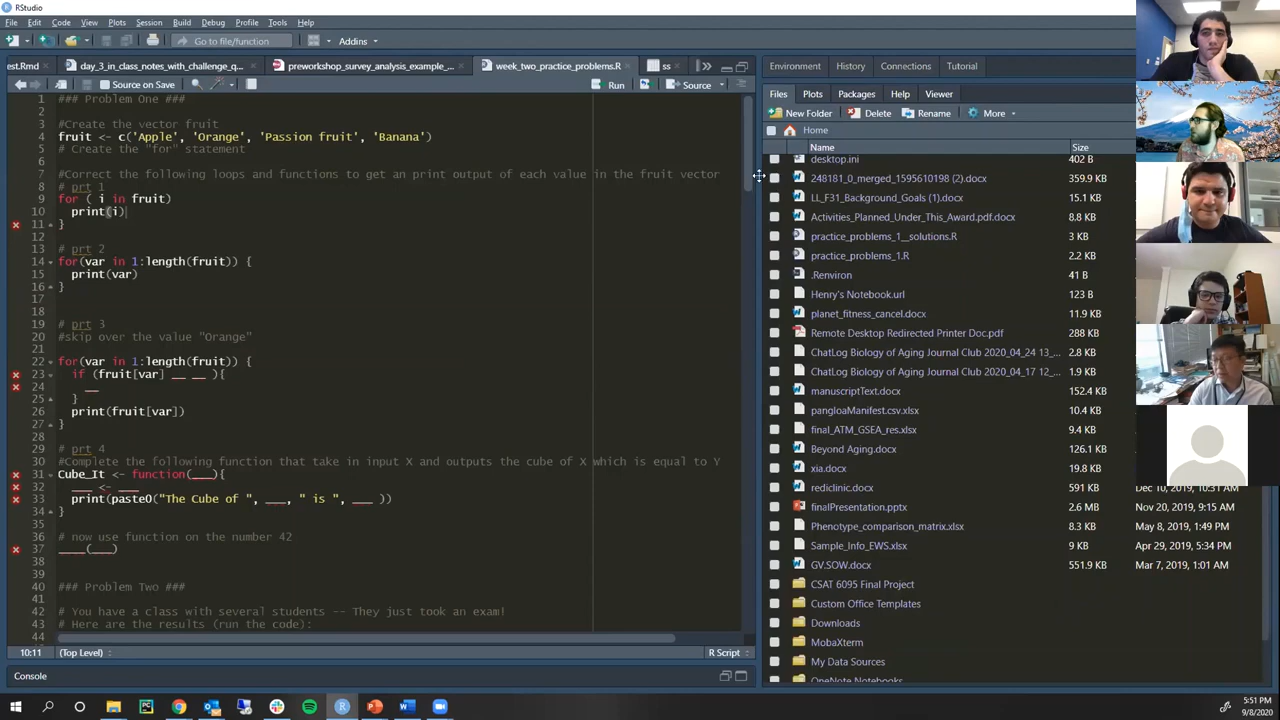 RStudio
File Edit Code View Plots Session Build Debug Profile Tools Help
Go to file/function Addins
est.Rmd day_3_in_class_notes_with_challenge_q... preworkshop_survey_analysis_example_... week_two_practice_problems.R ss
Source on Save Run Source
1 ### Problem One ###
2
3 #Create the vector fruit
4 fruit <- c('Apple', 'Orange', 'Passion fruit', 'Banana')
5 # Create the "for" statement
6
7 #Correct the following loops and functions to get an print output of each value in the fruit vector
8 # prt 1
9 for ( i in fruit)
10 print(i)
11 }
12
13 # prt 2
14 for(var in 1:length(fruit)) {
15 print(var)
16 }
17
18
19 # prt 3
20 #skip over the value "Orange"
21
22 for(var in 1:length(fruit)) {
23 if (fruit[var] __ __ ){
24 __
25 }
26 print(fruit[var])
27 }
28
29 # prt 4
30 #Complete the following function that take in input X and outputs the cube of X which is equal to Y
31 Cube_It <- function(___){
32 ___ <- ___
33 print(paste0("The Cube of ", ___, " is ", ___ ))
34 }
35
36 # now use function on the number 42
37 ____(___)
38
39
40 ### Problem Two ###
41
42 # You have a class with several students -- They just took an exam!
43 # Here are the results (run the code):
44
10:11 (Top Level) R Script
Console
Environment History Connections Tutorial
Files Plots Packages Help Viewer
New Folder Delete Rename More
Home
Name Size
desktop.ini 402 B
248181_0_merged_1595610198 (2).docx 359.9 KB
LL_F31_Background_Goals (1).docx 15.1 KB
Activities_Planned_Under_This_Award.pdf.docx 8.8 KB
practice_problems_1__solutions.R 3 KB
practice_problems_1.R 2.2 KB
.Renviron 41 B
Henry's Notebook.url 123 B
planet_fitness_cancel.docx 11.9 KB
Remote Desktop Redirected Printer Doc.pdf 288 KB
ChatLog Biology of Aging Journal Club 2020_04_24 13_... 2.8 KB
ChatLog Biology of Aging Journal Club 2020_04_17 12_... 2.8 KB
manuscriptText.docx 152.4 KB
pangloaManifest.csv.xlsx 10.4 KB
final_ATM_GSEA_res.xlsx 9.4 KB
Beyond Aging.docx 126.1 KB
xia.docx 19.8 KB
rediclinic.docx 591 KB Dec 10, 2019, 10:31 AM
finalPresentation.pptx 2.6 MB Nov 20, 2019, 9:15 AM
Phenotype_comparison_matrix.xlsx 8.3 KB May 8, 2019, 1:49 PM
Sample_Info_EWS.xlsx 9 KB Apr 29, 2019, 5:34 PM
GV.SOW.docx 551.9 KB Mar 7, 2019, 1:01 AM
CSAT 6095 Final Project
Custom Office Templates
Downloads
MobaXterm
My Data Sources
OneNote Notebooks
5:51 PM
9/8/2020